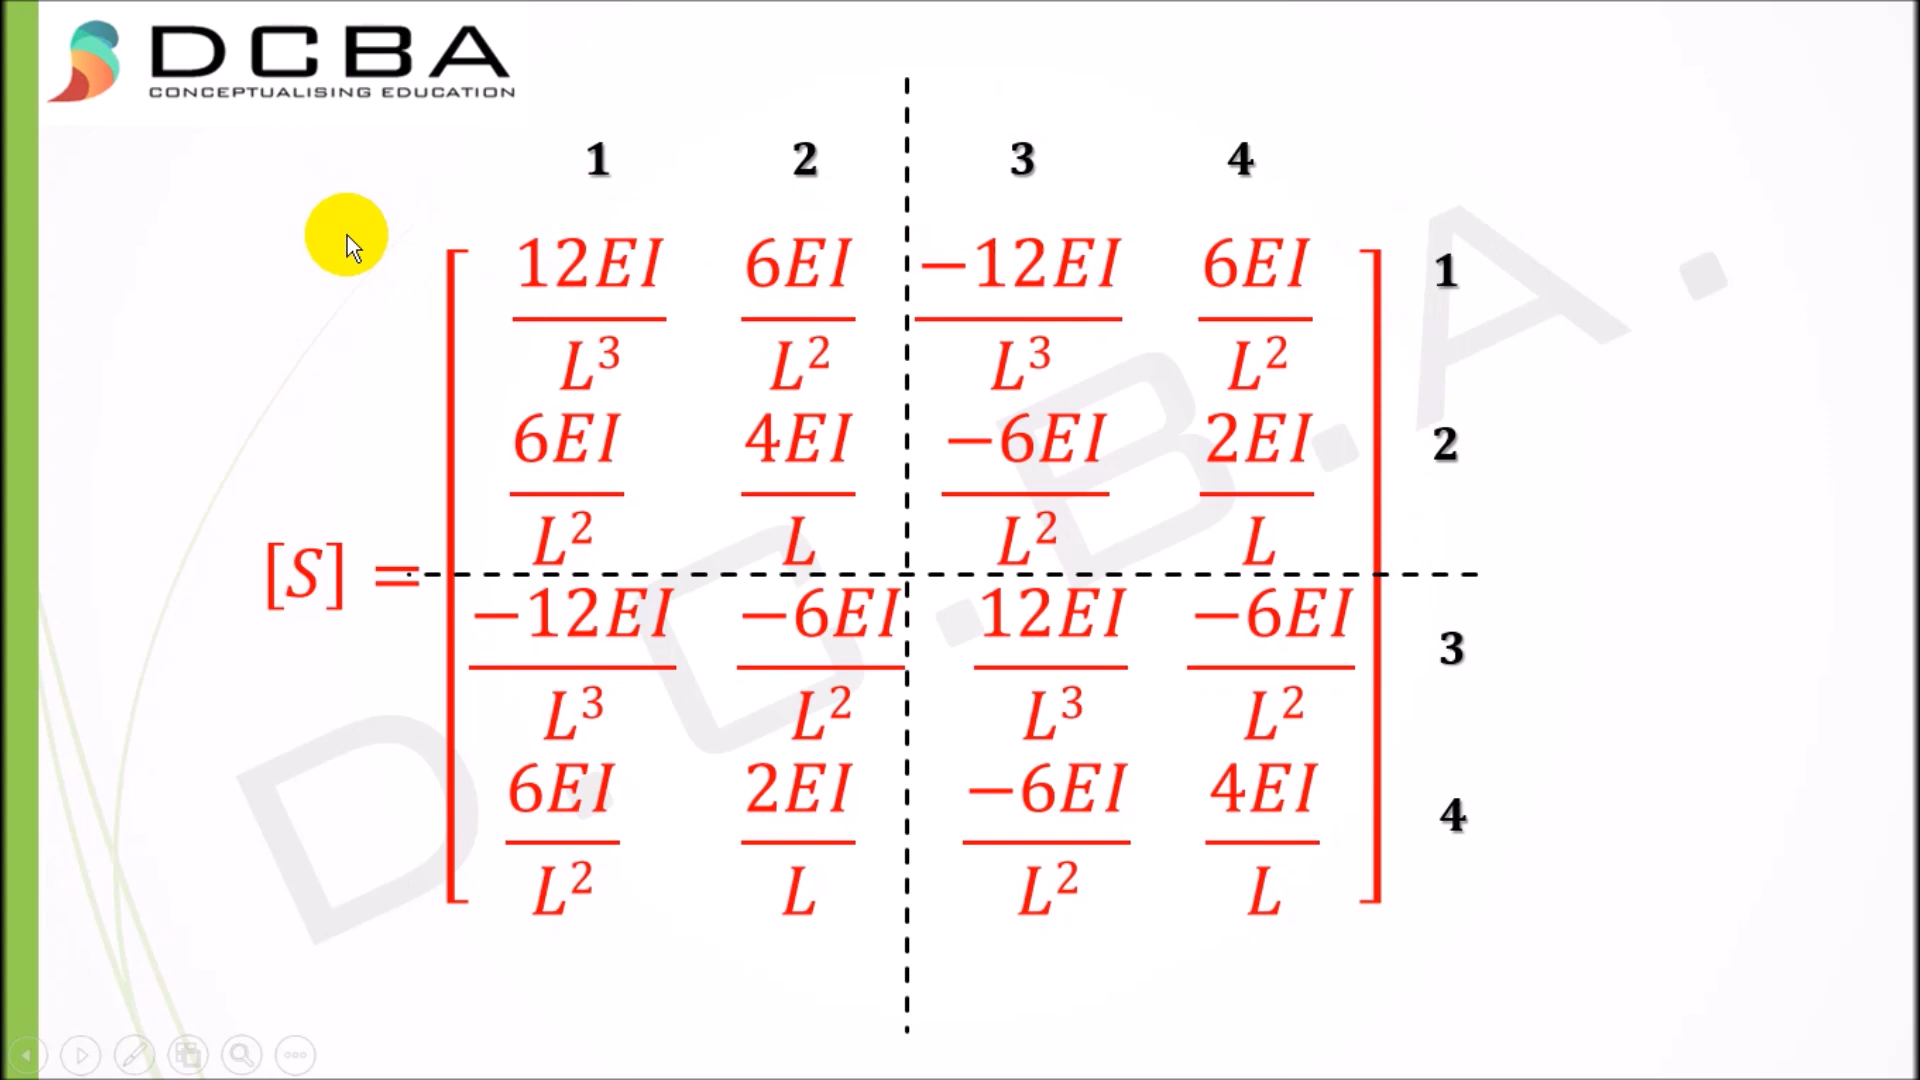 DCBA
CONCEPTUALISING EDUCATION
1 2 3 4
[S] =
12EI/L³ 6EI/L² −12EI/L³ 6EI/L² 1
6EI/L² 4EI/L −6EI/L² 2EI/L 2
−12EI/L³ −6EI/L² 12EI/L³ −6EI/L² 3
6EI/L² 2EI/L −6EI/L² 4EI/L 4
D.C.B.A.